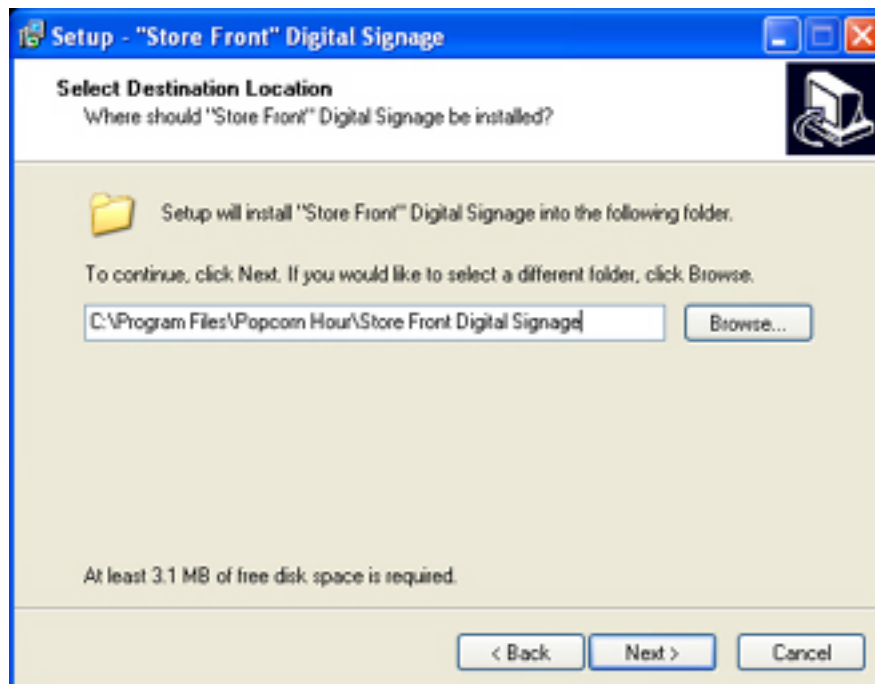 Setup - "Store Front" Digital Signage
Select Destination Location
Where should "Store Front" Digital Signage be installed?
Setup will install "Store Front" Digital Signage into the following folder.
To continue, click Next. If you would like to select a different folder, click Browse.
C:\Program Files\Popcorn Hour\Store Front Digital Signage
Browse...
At least 3.1 MB of free disk space is required.
< Back
Next >
Cancel